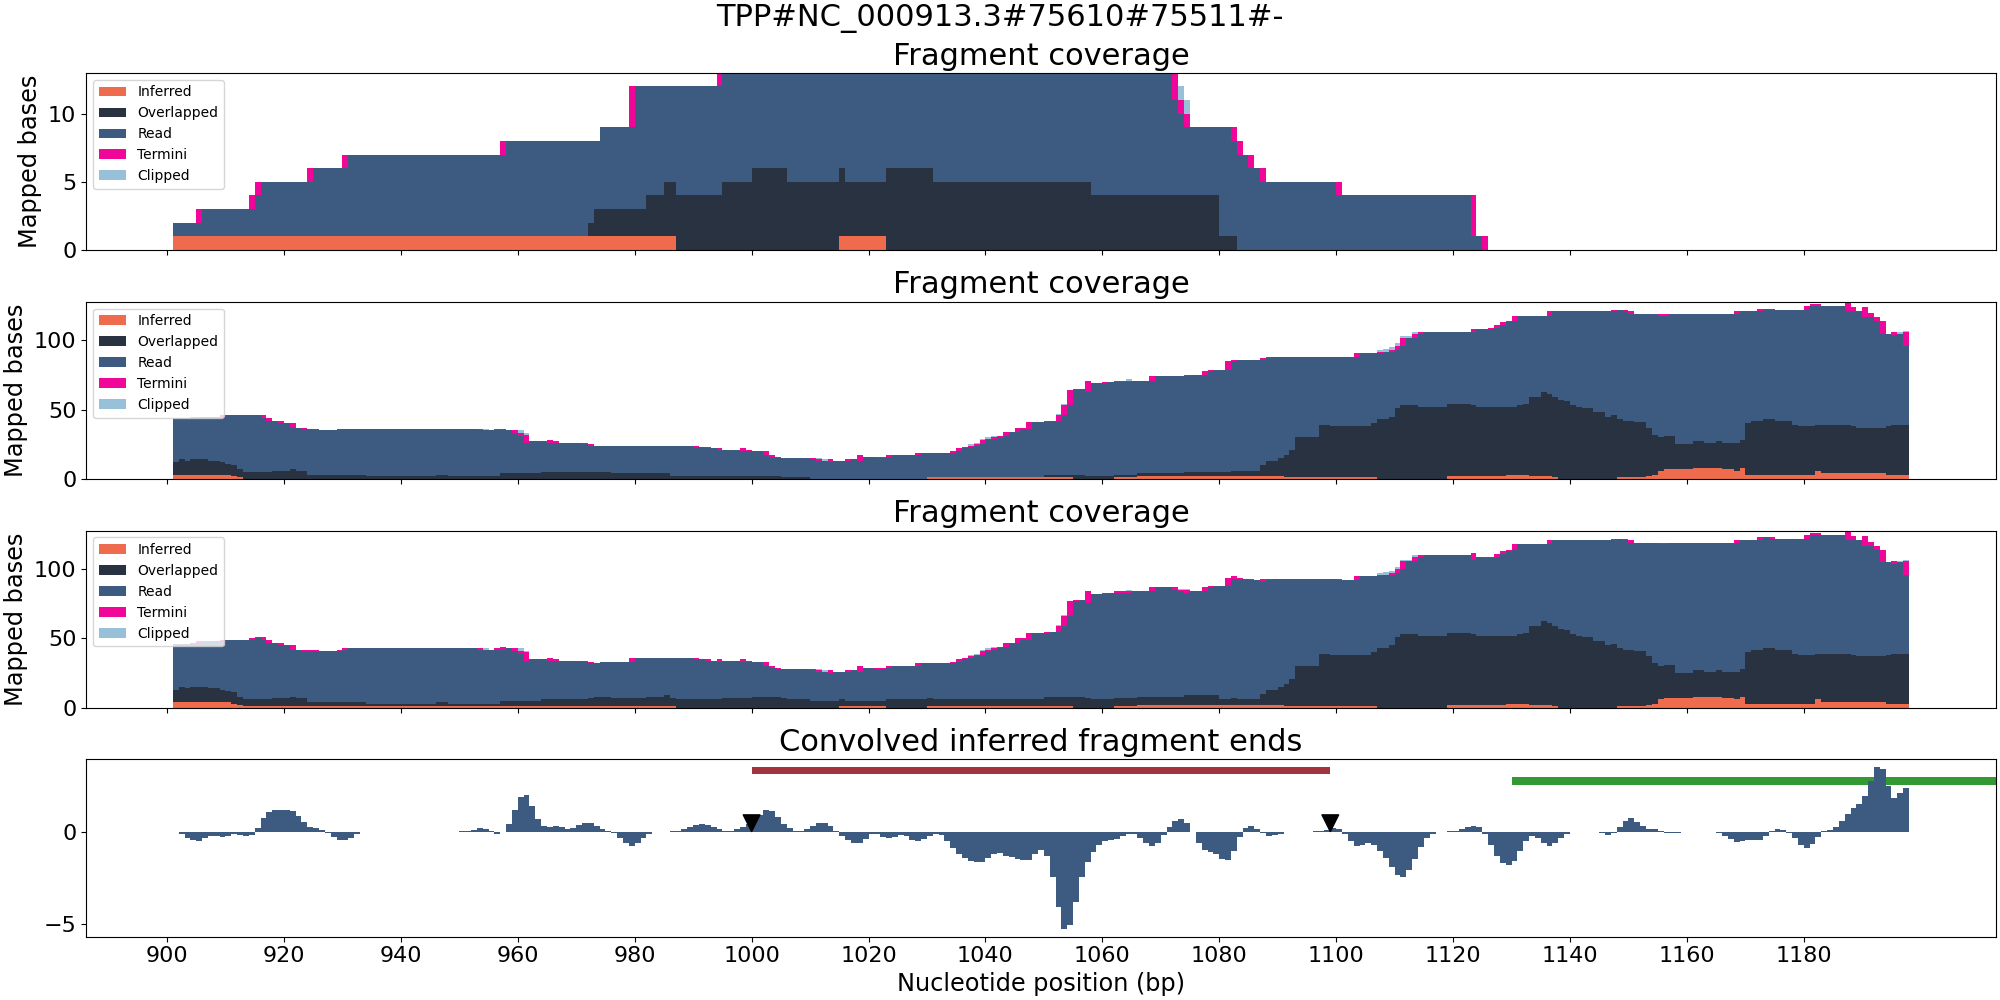 TPP#NC_000913.3#75610#75511#-
Fragment coverage
Mapped bases
10
5
0
Inferred
Overlapped
Read
Termini
Clipped
Fragment coverage
Mapped bases
100
50
0
Inferred
Overlapped
Read
Termini
Clipped
Fragment coverage
Mapped bases
100
50
0
Inferred
Overlapped
Read
Termini
Clipped
Convolved inferred fragment ends
0
−5
900 920 940 960 980 1000 1020 1040 1060 1080 1100 1120 1140 1160 1180
Nucleotide position (bp)